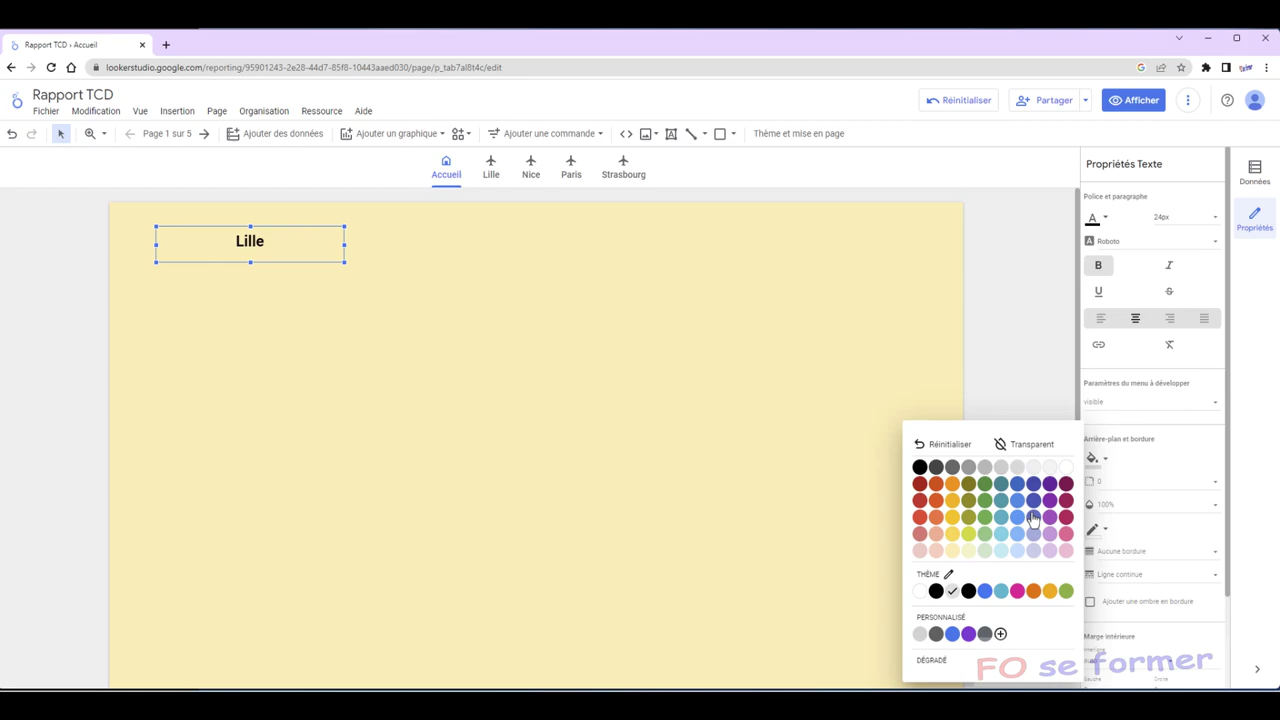 Rapport TCD › Accueil
lookerstudio.google.com/reporting/95901243-2e28-44d7-85f8-10443aaed030/page/p_tab7al8t4c/edit
Rapport TCD
Fichier Modification Vue Insertion Page Organisation Ressource Aide
Réinitialiser Partager Afficher
Page 1 sur 5 Ajouter des données Ajouter un graphique Ajouter une commande Thème et mise en page
Accueil Lille Nice Paris Strasbourg
Propriétés Texte
Données
Propriétés
Police et paragraphe
A 24px
A Roboto
B I
U S
Paramètres du menu à développer
visible
Arrière-plan et bordure
0
100%
Aucune bordure
Ligne continue
Ajouter une ombre en bordure
Marge intérieure
Gauche Droite
Lille
Réinitialiser Transparent
THÈME
PERSONNALISÉ
DÉGRADÉ
FO se former